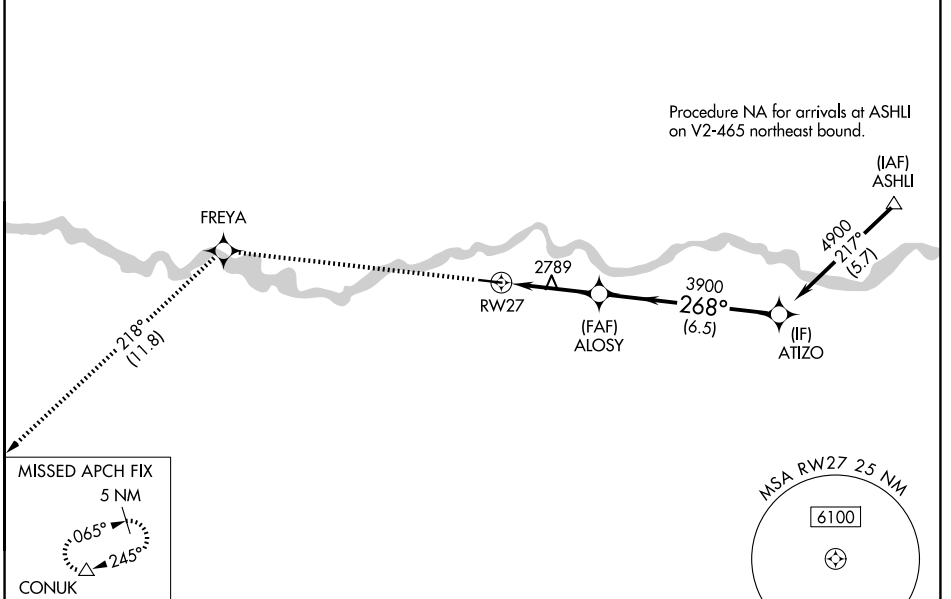 Procedure NA for arrivals at ASHLI
on V2-465 northeast bound.
(IAF)
ASHLI
4900
217°
(5.7)
FREYA
2789
RW27
3900
268°
(6.5)
(FAF)
ALOSY
(IF)
ATIZO
218°
(11.8)
MISSED APCH FIX
5 NM
065°
245°
CONUK
MSA RW27 25 NM
6100